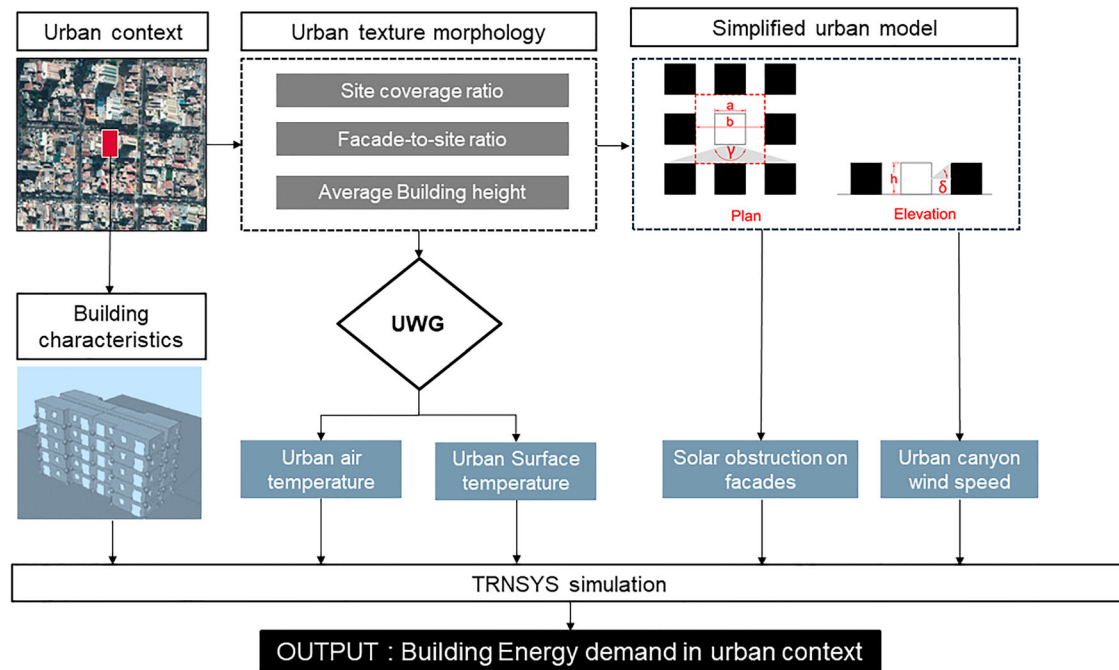 Urban context
Urban texture morphology
Simplified urban model
Site coverage ratio
Facade-to-site ratio
Average Building height
a
b
γ
h
δ
Plan
Elevation
Building
characteristics
UWG
Urban air
temperature
Urban Surface
temperature
Solar obstruction on
facades
Urban canyon
wind speed
TRNSYS simulation
OUTPUT : Building Energy demand in urban context